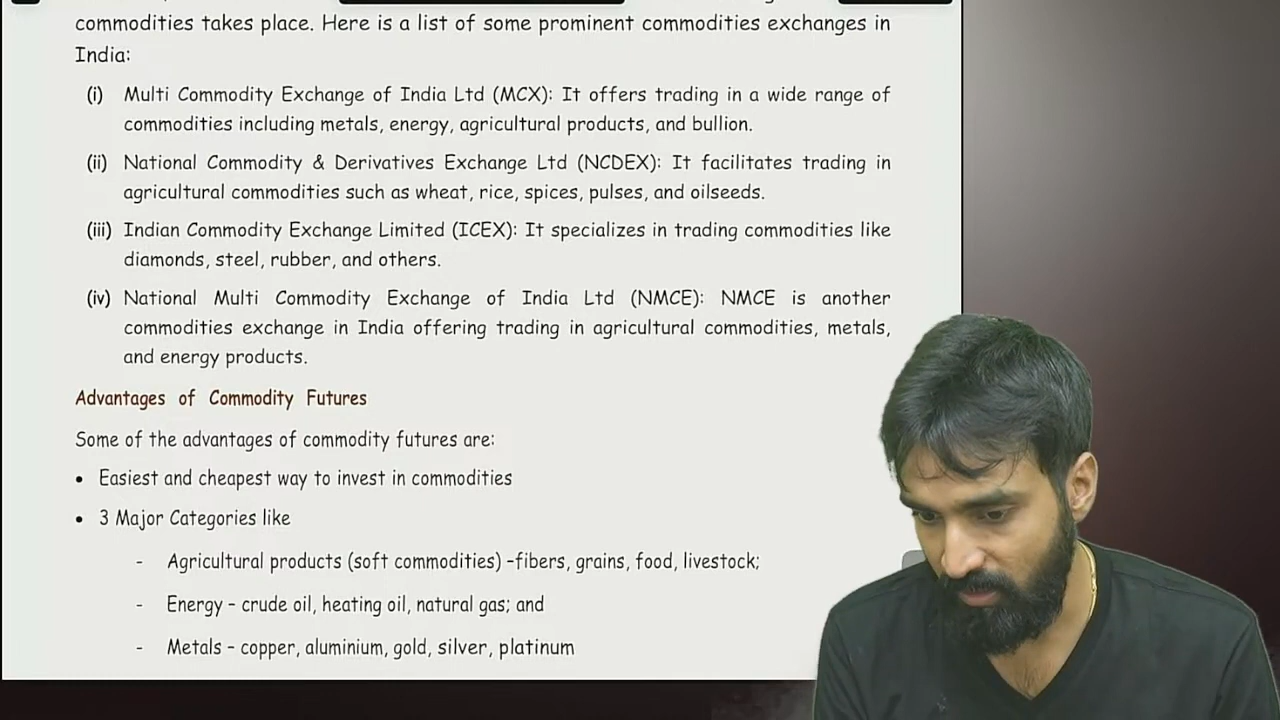 commodities takes place. Here is a list of some prominent commodities exchanges in
India:
(i) Multi Commodity Exchange of India Ltd (MCX): It offers trading in a wide range of
commodities including metals, energy, agricultural products, and bullion.
(ii) National Commodity & Derivatives Exchange Ltd (NCDEX): It facilitates trading in
agricultural commodities such as wheat, rice, spices, pulses, and oilseeds.
(iii) Indian Commodity Exchange Limited (ICEX): It specializes in trading commodities like
diamonds, steel, rubber, and others.
(iv) National Multi Commodity Exchange of India Ltd (NMCE): NMCE is another
commodities exchange in India offering trading in agricultural commodities, metals,
and energy products.
Advantages of Commodity Futures
Some of the advantages of commodity futures are:
• Easiest and cheapest way to invest in commodities
• 3 Major Categories like
- Agricultural products (soft commodities) –fibers, grains, food, livestock;
- Energy – crude oil, heating oil, natural gas; and
- Metals – copper, aluminium, gold, silver, platinum